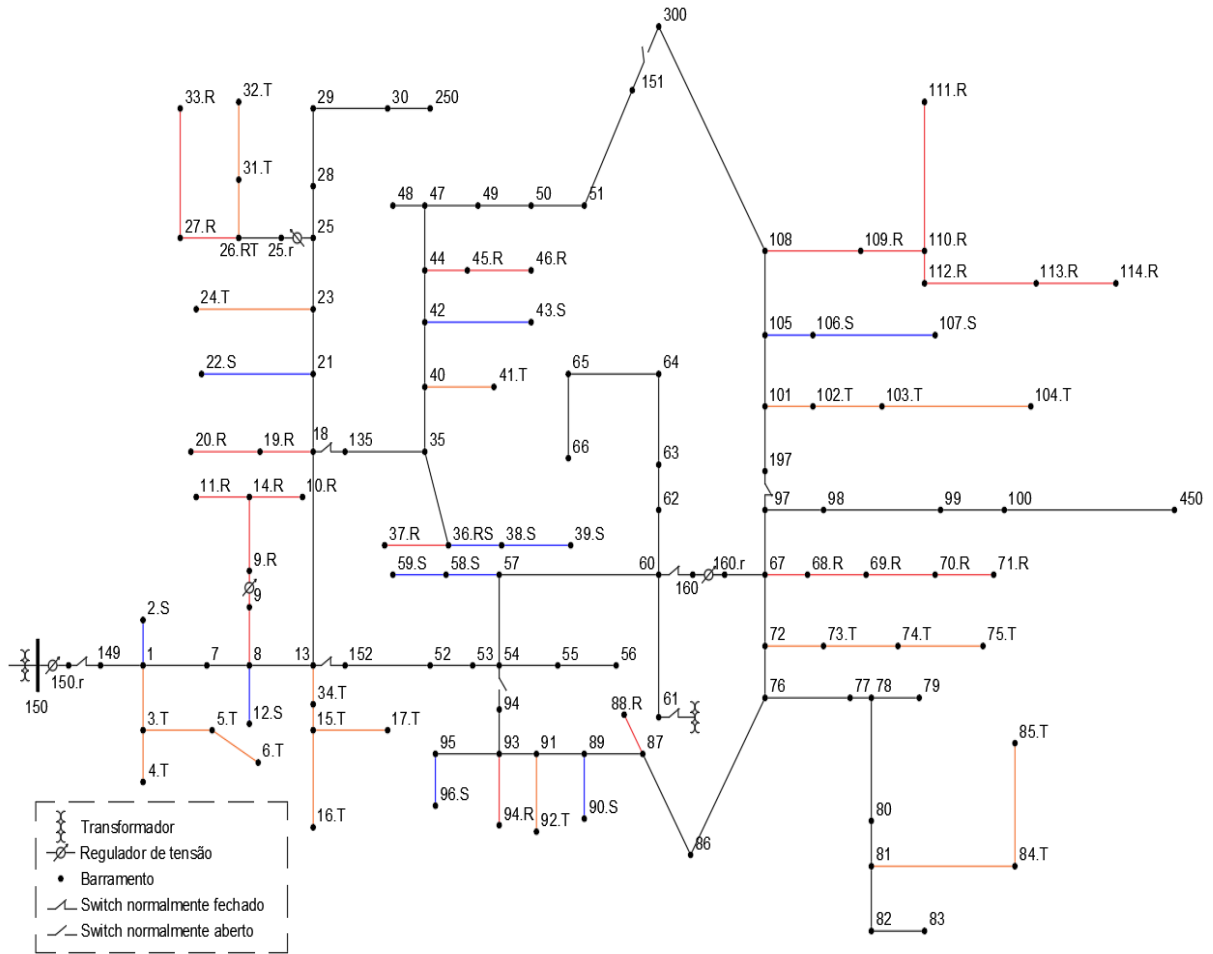 300
151
32.T
33.R
29
30
250
111.R
31.T
28
48
47
49
50
51
27.R
26.RT
25.r
25
108
109.R
110.R
44
45.R
46.R
112.R
113.R
114.R
24.T
23
42
43.S
105
106.S
107.S
22.S
21
40
41.T
65
64
101
102.T
103.T
104.T
20.R
19.R
18
135
35
66
63
197
11.R
14.R
10.R
62
97
98
99
100
450
37.R
36.RS
38.S
39.S
9.R
59.S
58.S
57
60
160
160.r
67
68.R
69.R
70.R
71.R
9
2.S
72
73.T
74.T
75.T
150
150.r
149
1
7
8
13
152
52
53
54
55
56
12.S
34.T
94
88.R
61
76
77
78
79
3.T
5.T
15.T
17.T
6.T
4.T
95
93
91
89
87
85.T
96.S
94.R
92.T
90.S
16.T
80
86
81
84.T
82
83
Transformador
Regulador de tensão
Barramento
Switch normalmente fechado
Switch normalmente aberto